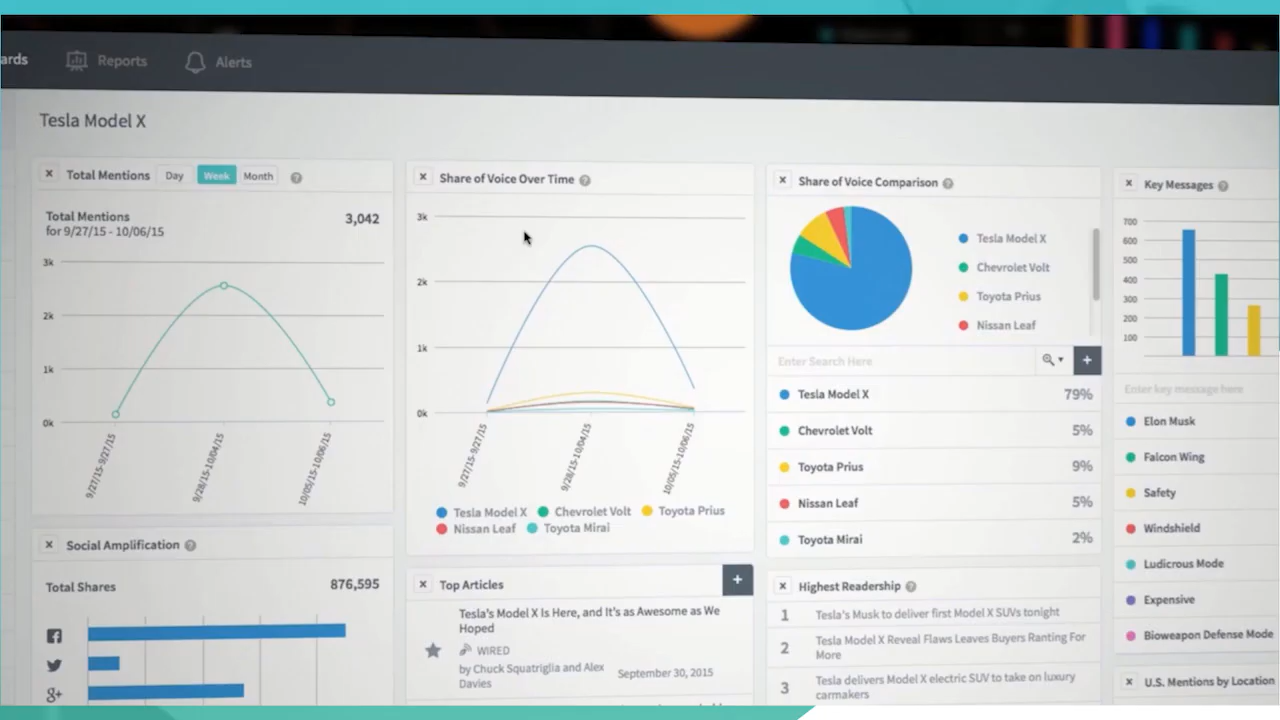 ards
Reports
Alerts
Tesla Model X
Total Mentions
Day
Week
Month
Total Mentions
3,042
for 9/27/15 - 10/06/15
3k
2k
1k
0k
9/27/15-9/27/15
9/28/15-10/04/15
10/05/15-10/06/15
Social Amplification
Total Shares
876,595
Share of Voice Over Time
3k
2k
1k
0k
9/27/15-9/27/15
9/28/15-10/04/15
10/05/15-10/06/15
Tesla Model X
Chevrolet Volt
Toyota Prius
Nissan Leaf
Toyota Mirai
Top Articles
+
Tesla's Model X Is Here, and It's as Awesome as We
Hoped
WIRED
by Chuck Squatriglia and Alex
Davies
September 30, 2015
Share of Voice Comparison
Tesla Model X
Chevrolet Volt
Toyota Prius
Nissan Leaf
Enter Search Here
+
Tesla Model X 79%
Chevrolet Volt 5%
Toyota Prius 9%
Nissan Leaf 5%
Toyota Mirai 2%
Highest Readership
1 Tesla's Musk to deliver first Model X SUVs tonight
2 Tesla Model X Reveal Flaws Leaves Buyers Ranting For
More
3 Tesla delivers Model X electric SUV to take on luxury
carmakers
Key Messages
700
600
500
400
300
200
100
Enter key message here
Elon Musk
Falcon Wing
Safety
Windshield
Ludicrous Mode
Expensive
Bioweapon Defense Mode
U.S. Mentions by Location